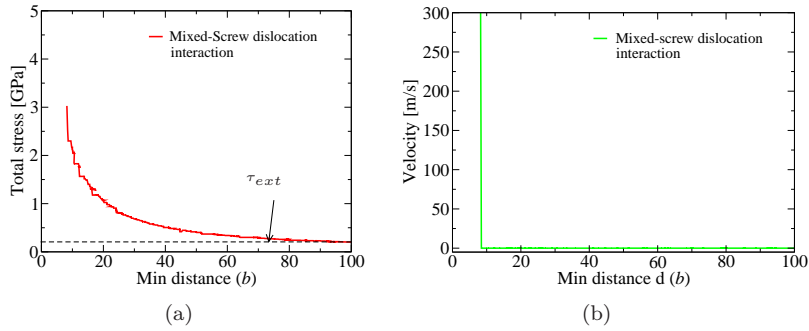 5
4
3
2
1
0
Total stress [GPa]
Mixed-Screw dislocation
interaction
τext
0 20 40 60 80 100
Min distance (b)
(a)
300
250
200
150
100
50
0
Velocity [m/s]
Mixed-screw dislocation
interaction
0 20 40 60 80 100
Min distance d (b)
(b)